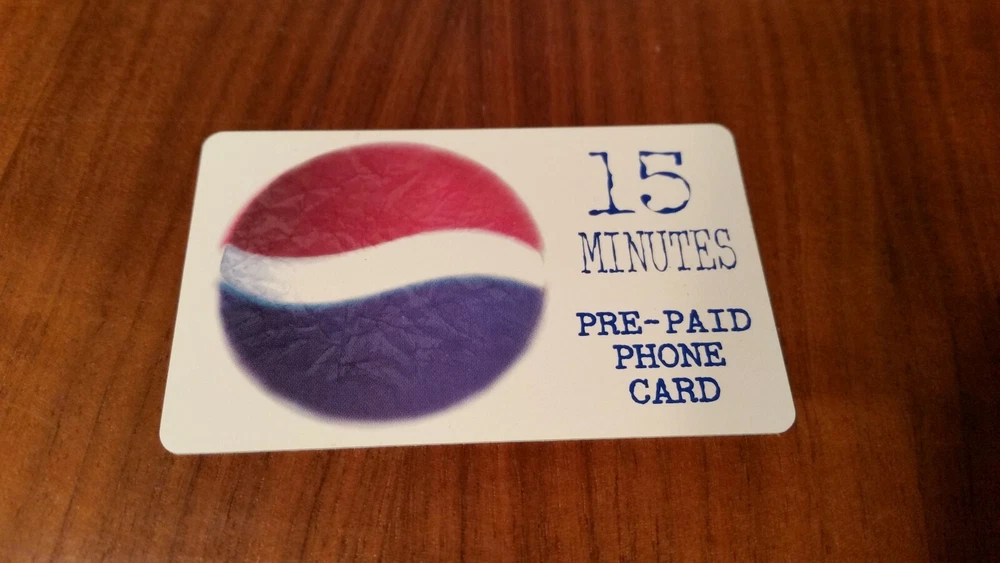 15
MINUTES
PRE-PAID
PHONE
CARD